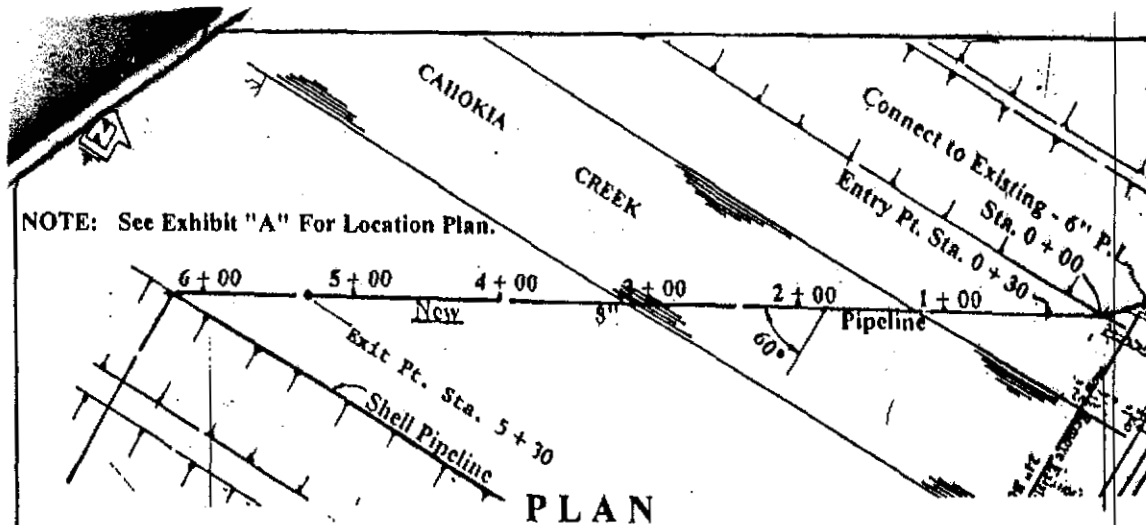 CAHOKIA
CREEK
Connect to Existing - 6" P.L.
Sta. 0 + 00
Entry Pt. Sta. 0 + 30
NOTE: See Exhibit "A" For Location Plan.
6 + 00
5 + 00
4 + 00
3 + 00
2 + 00
1 + 00
New
8"
Pipeline
60°
Exit Pt. Sta. 5 + 30
Shell Pipeline
PLAN